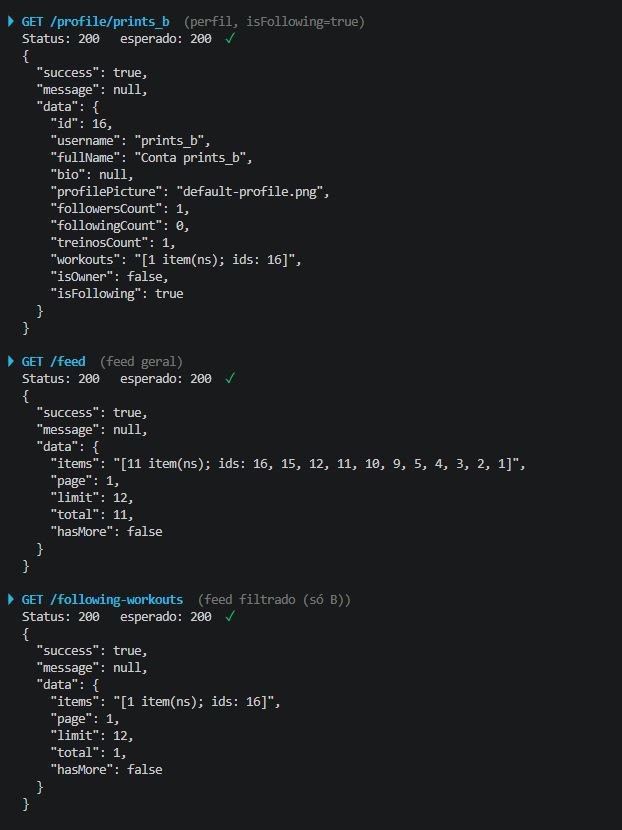 ▶ GET /profile/prints_b  (perfil, isFollowing=true)
Status: 200   esperado: 200  ✓
{
  "success": true,
  "message": null,
  "data": {
    "id": 16,
    "username": "prints_b",
    "fullName": "Conta prints_b",
    "bio": null,
    "profilePicture": "default-profile.png",
    "followersCount": 1,
    "followingCount": 0,
    "treinosCount": 1,
    "workouts": "[1 item(ns); ids: 16]",
    "isOwner": false,
    "isFollowing": true
  }
}
▶ GET /feed  (feed geral)
Status: 200   esperado: 200  ✓
{
  "success": true,
  "message": null,
  "data": {
    "items": "[11 item(ns); ids: 16, 15, 12, 11, 10, 9, 5, 4, 3, 2, 1]",
    "page": 1,
    "limit": 12,
    "total": 11,
    "hasMore": false
  }
}
▶ GET /following-workouts  (feed filtrado (só B))
Status: 200   esperado: 200  ✓
{
  "success": true,
  "message": null,
  "data": {
    "items": "[1 item(ns); ids: 16]",
    "page": 1,
    "limit": 12,
    "total": 1,
    "hasMore": false
  }
}